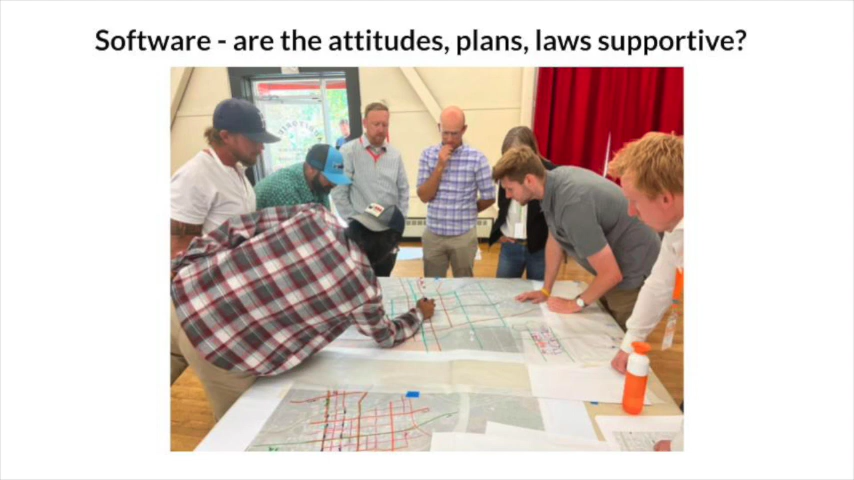 Software - are the attitudes, plans, laws supportive?